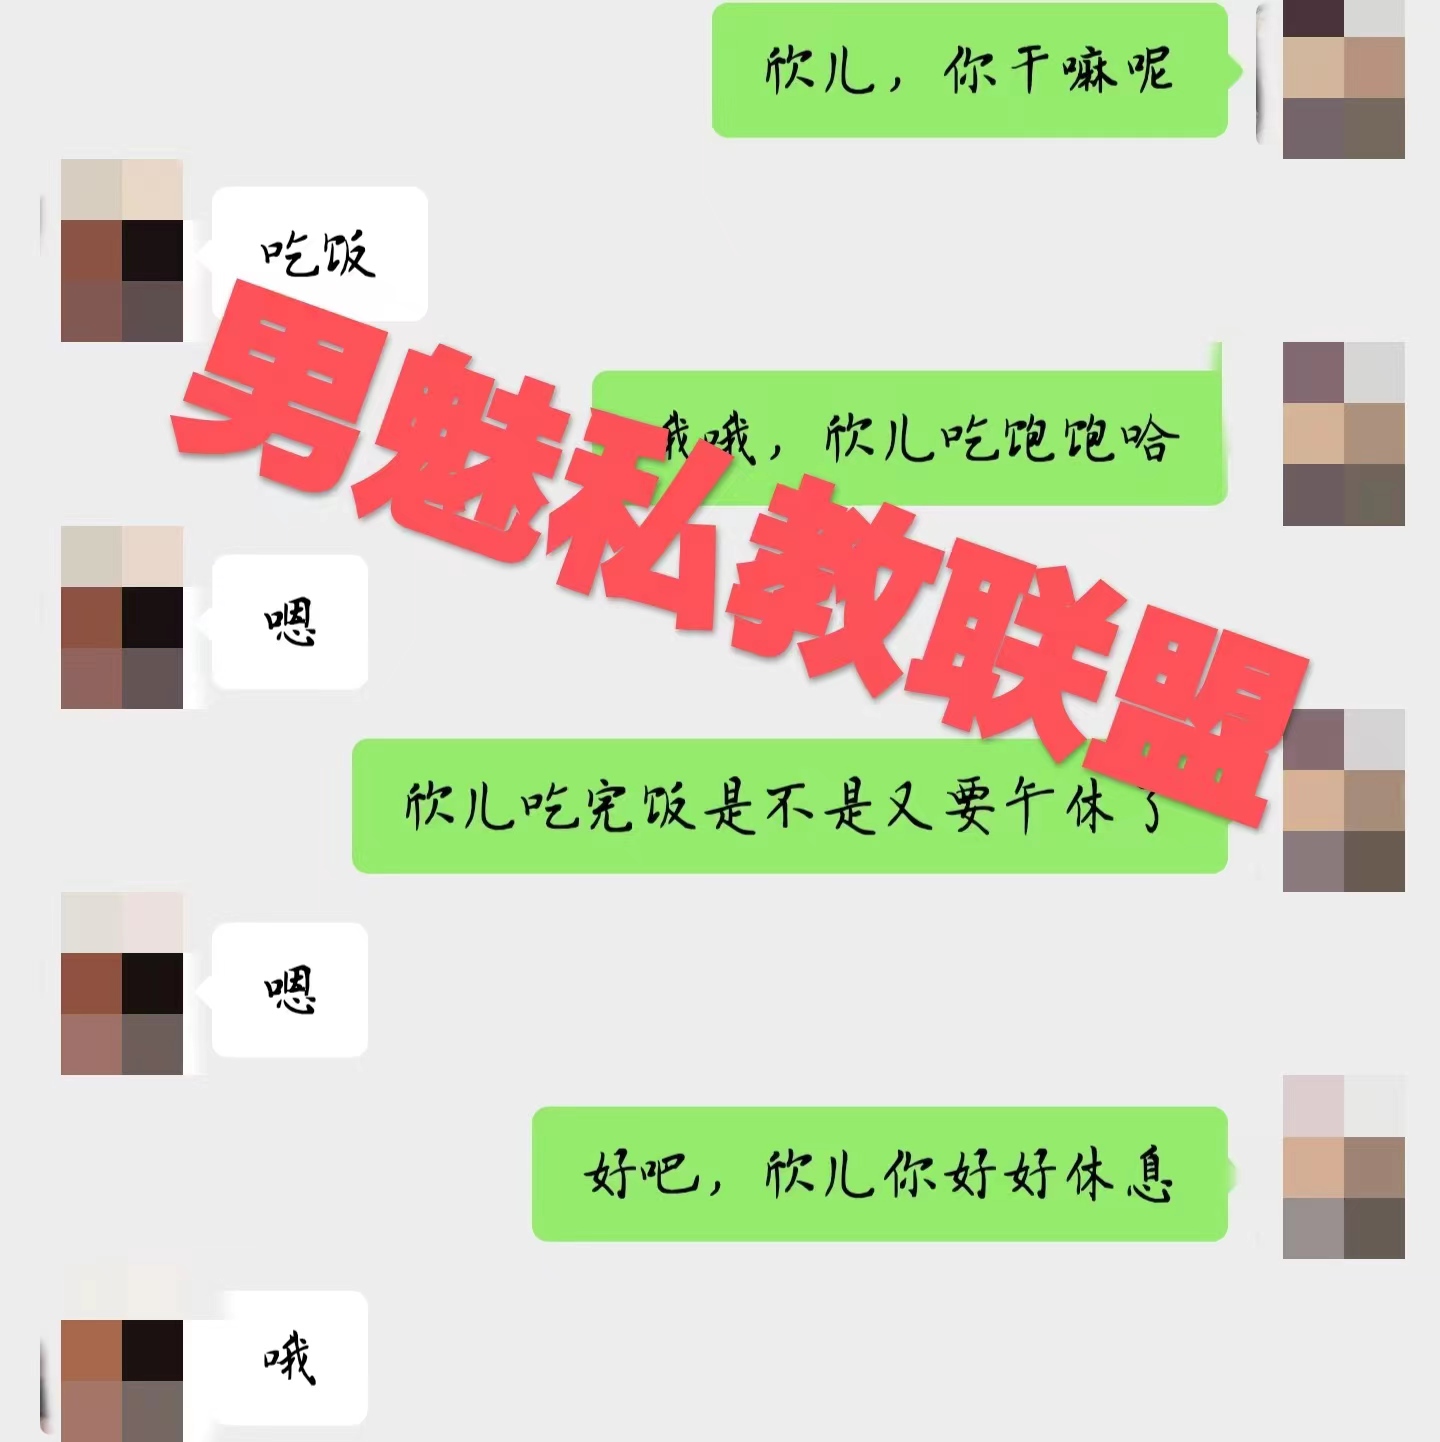 欣儿，你干嘛呢
吃饭
哦哦，欣儿吃饱饱哈
男魅私教联盟
嗯
欣儿吃完饭是不是又要午休了
嗯
好吧，欣儿你好好休息
哦